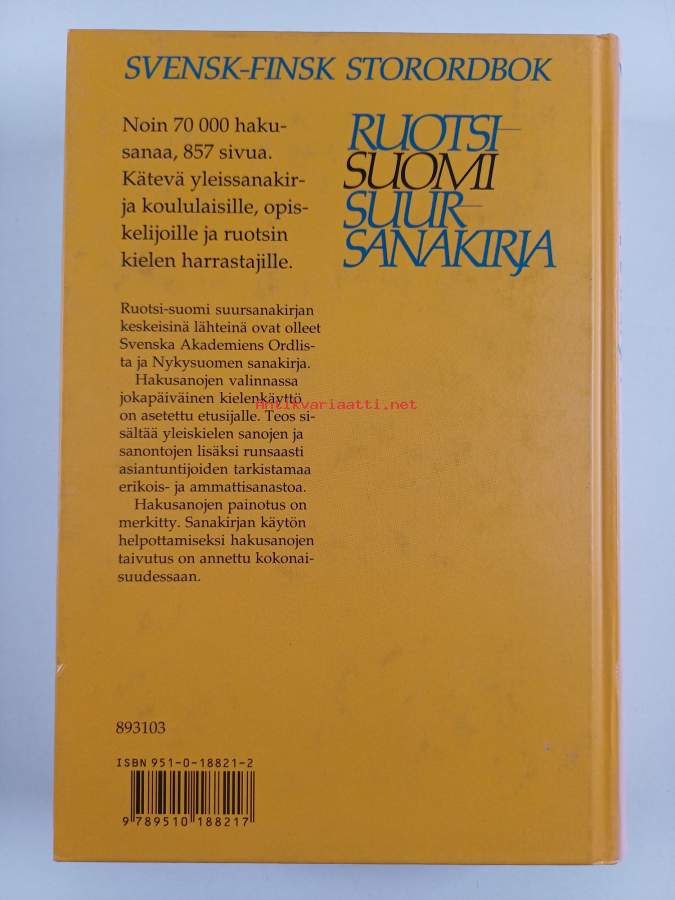 SVENSK-FINSK STORORDBOK
Noin 70 000 haku-
sanaa, 857 sivua.
Kätevä yleissanakir-
ja koululaisille, opis-
kelijoille ja ruotsin
kielen harrastajille.
RUOTSI-
SUOMI
SUUR-
SANAKIRJA
Ruotsi-suomi suursanakirjan
keskeisinä lähteinä ovat olleet
Svenska Akademiens Ordlis-
ta ja Nykysuomen sanakirja.
Hakusanojen valinnassa
jokapäiväinen kielenkäyttö
on asetettu etusijalle. Teos si-
sältää yleiskielen sanojen ja
sanontojen lisäksi runsaasti
asiantuntijoiden tarkistamaa
erikois- ja ammattisanastoa.
Hakusanojen painotus on
merkitty. Sanakirjan käytön
helpottamiseksi hakusanojen
taivutus on annettu kokonai-
suudessaan.
Antikvariaatti.net
893103
ISBN 951-0-18821-2
9 789510 188217